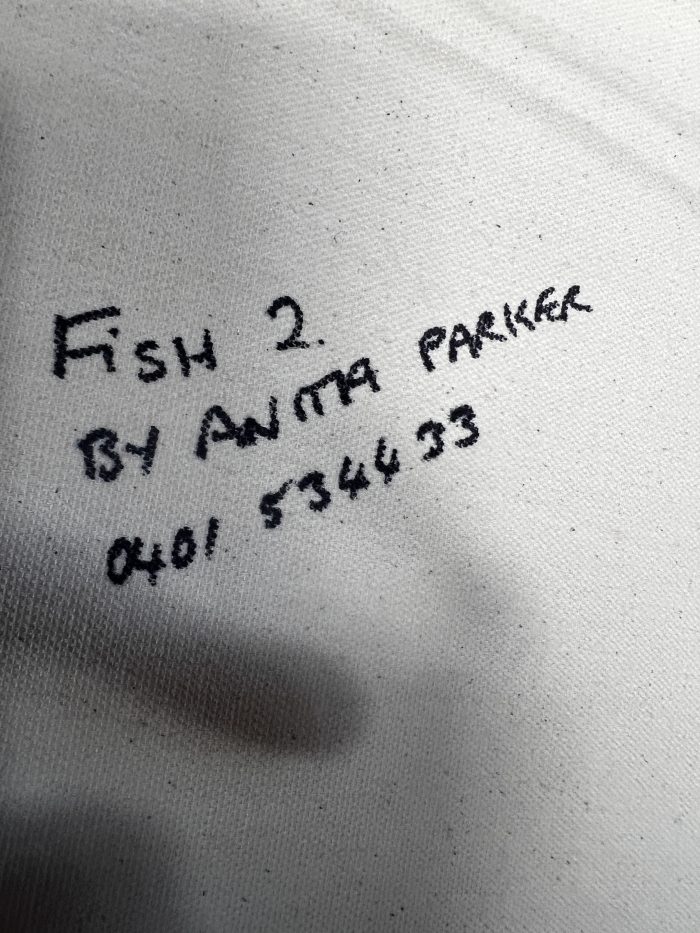 FiSH 2.
BY ANITA PARKER
0401 534433